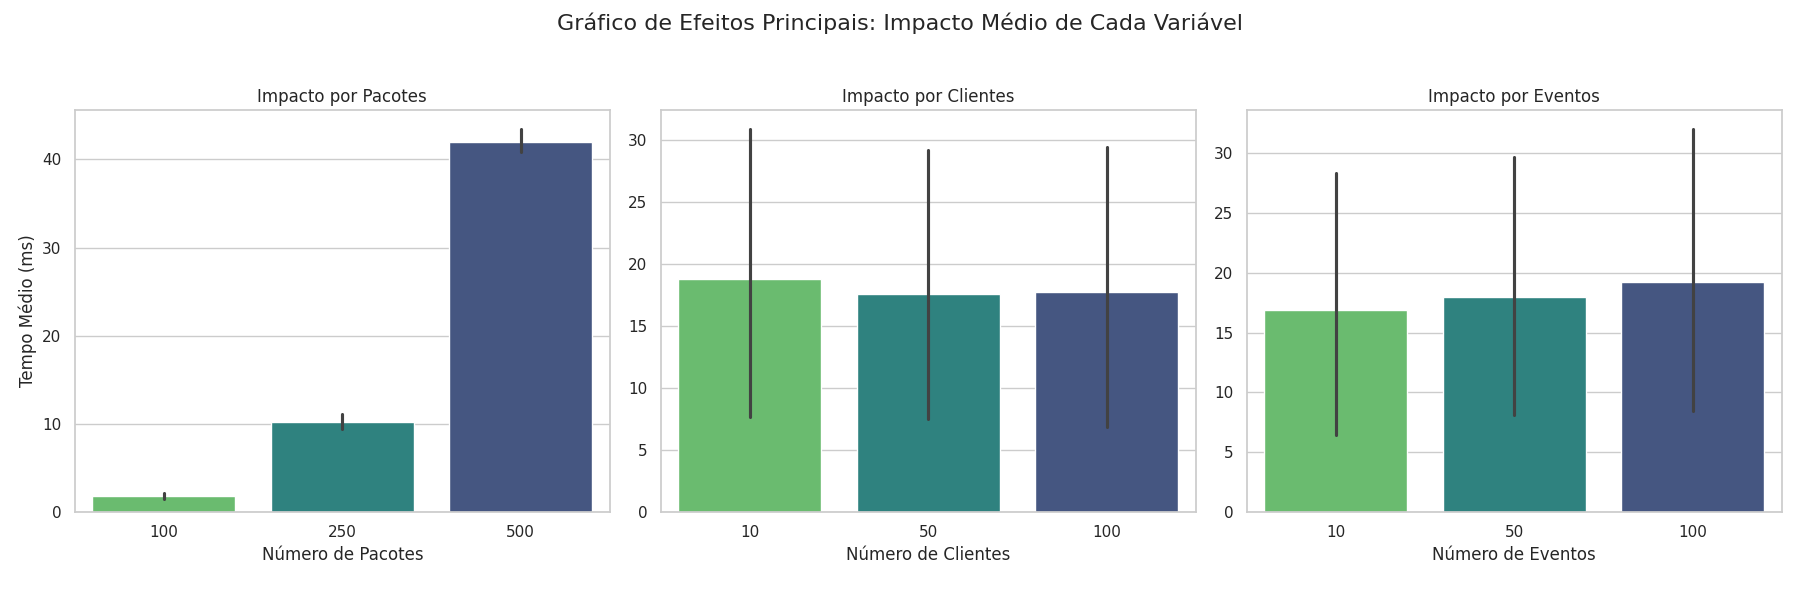 Gráfico de Efeitos Principais: Impacto Médio de Cada Variável
Impacto por Pacotes
Tempo Médio (ms)
40
30
20
10
0
100 250 500
Número de Pacotes
Impacto por Clientes
30
25
20
15
10
5
0
10 50 100
Número de Clientes
Impacto por Eventos
30
25
20
15
10
5
0
10 50 100
Número de Eventos